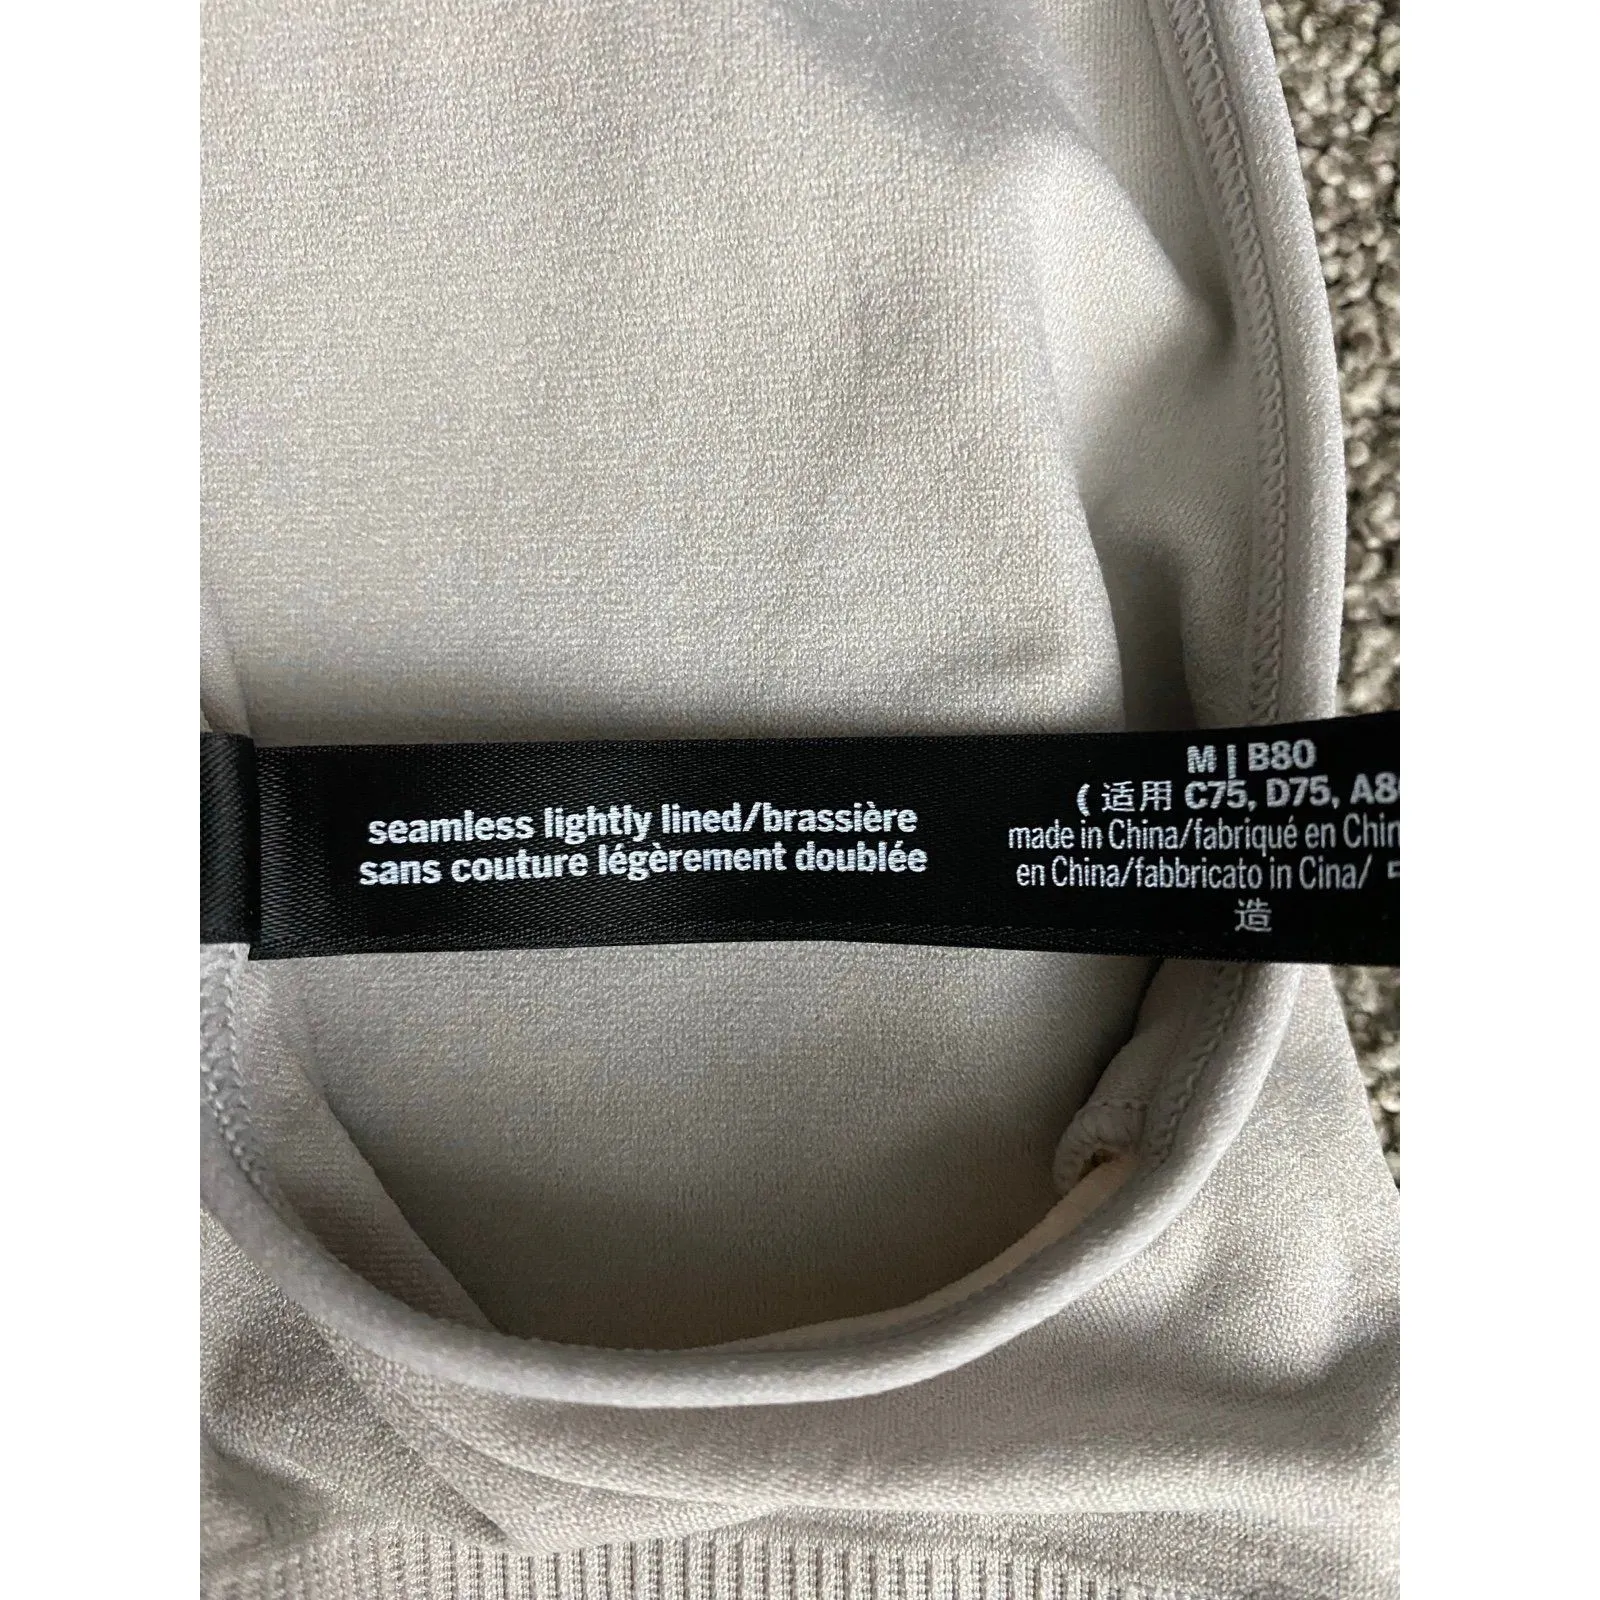 seamless lightly lined/brassière
sans couture légèrement doublée
M | B80
( 适用 C75, D75, A8
made in China/fabriqué en Chin
en China/fabbricato in Cina/
造